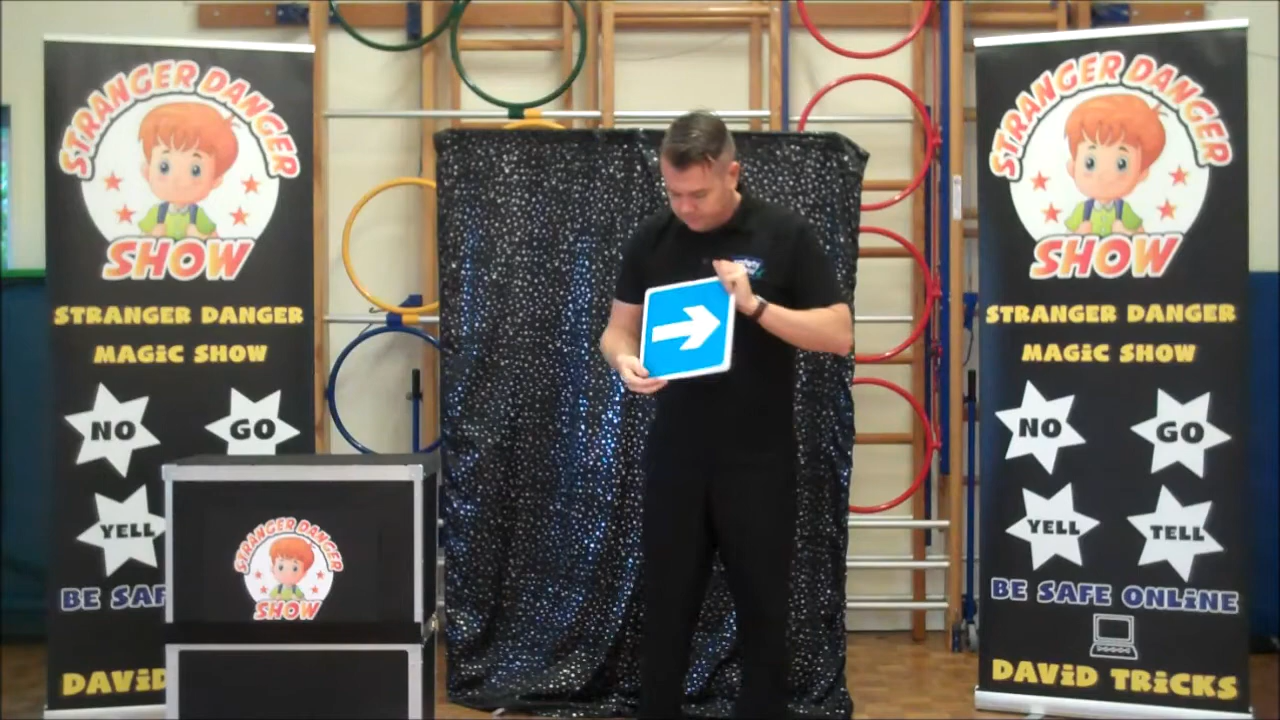 STRANGER DANGER
SHOW
STRANGER DANGER
MAGiC SHOW
NO
GO
YELL
BE SAF
DAViD
STRANGER DANGER
SHOW
STRANGER DANGER
SHOW
STRANGER DANGER
MAGiC SHOW
NO
GO
YELL
TELL
BE SAFE ONLiNE
DAViD TRiCKS